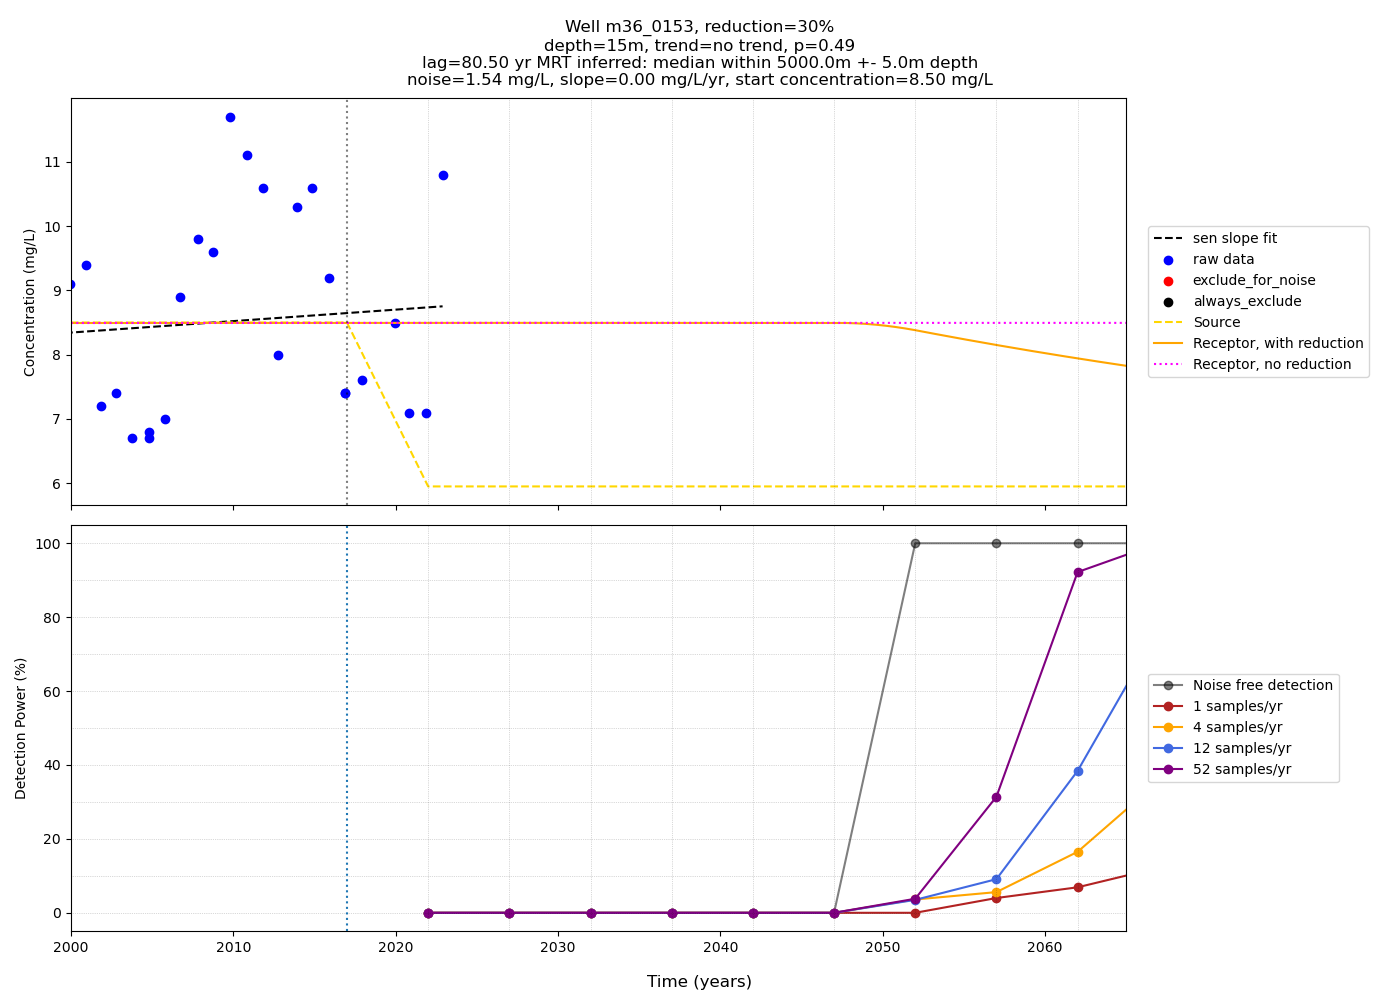 Well m36_0153, reduction=30%
depth=15m, trend=no trend, p=0.49
lag=80.50 yr MRT inferred: median within 5000.0m +- 5.0m depth
noise=1.54 mg/L, slope=0.00 mg/L/yr, start concentration=8.50 mg/L
Concentration (mg/L)
11
10
9
8
7
6
sen slope fit
raw data
exclude_for_noise
always_exclude
Source
Receptor, with reduction
Receptor, no reduction
Detection Power (%)
100
80
60
40
20
0
Noise free detection
1 samples/yr
4 samples/yr
12 samples/yr
52 samples/yr
2000 2010 2020 2030 2040 2050 2060
Time (years)